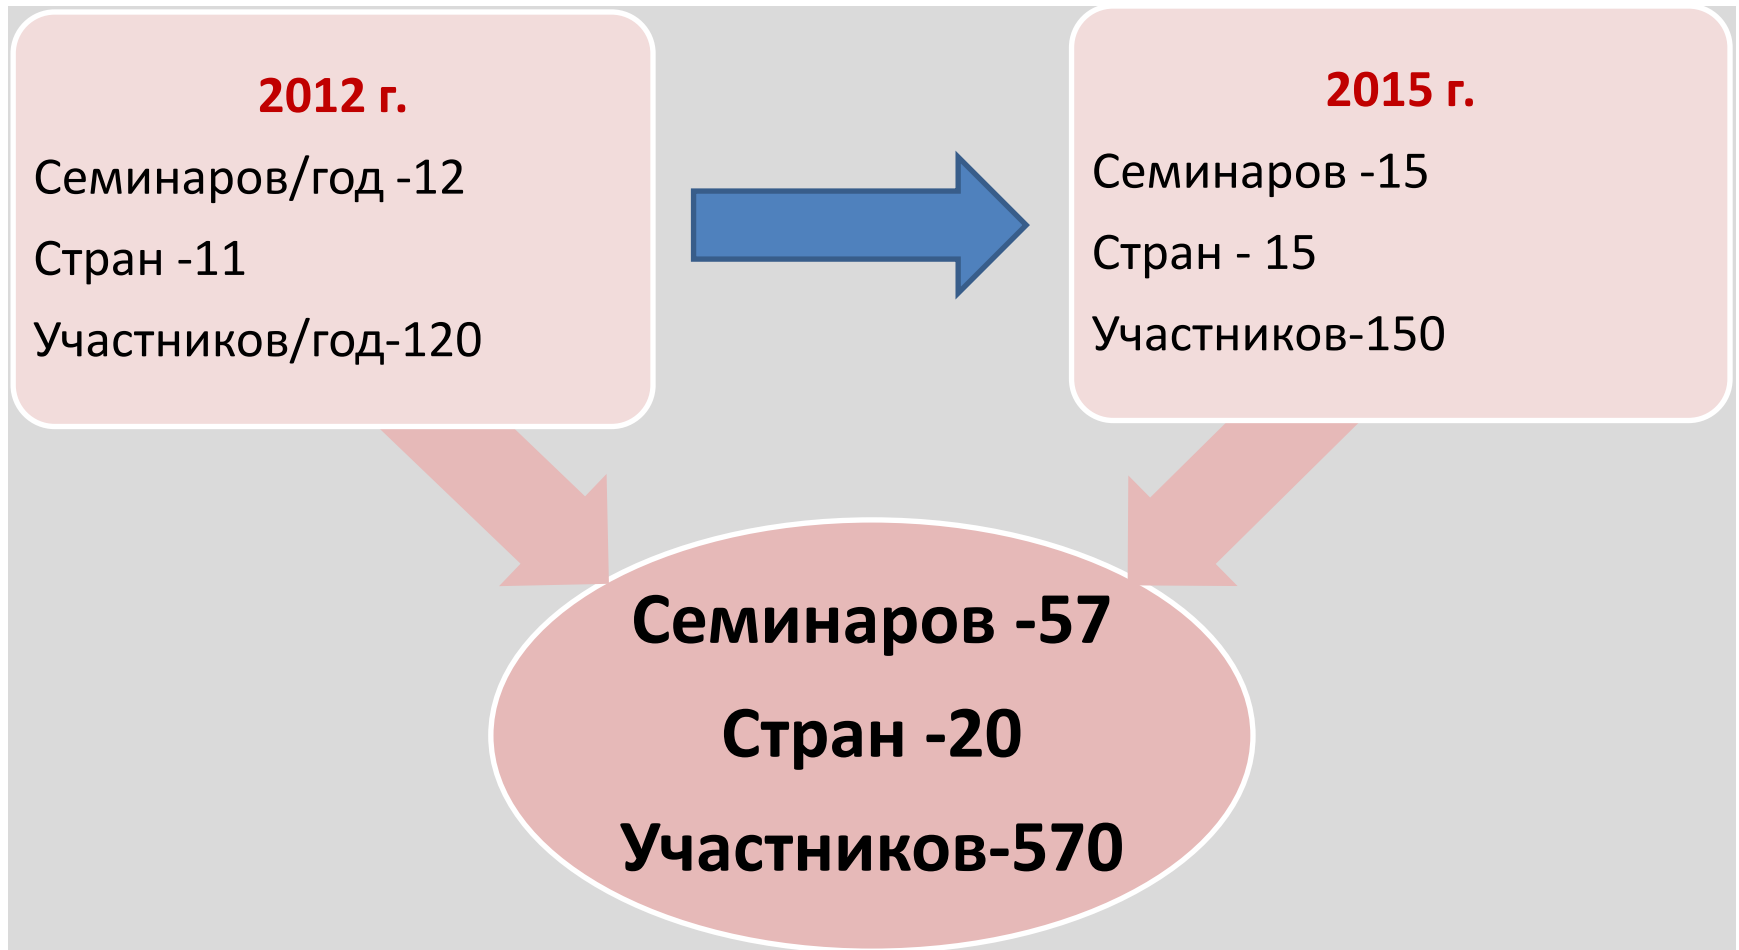 2012 г.
Семинаров/год -12
Стран -11
Участников/год-120
2015 г.
Семинаров -15
Стран - 15
Участников-150
Семинаров -57
Стран -20
Участников-570